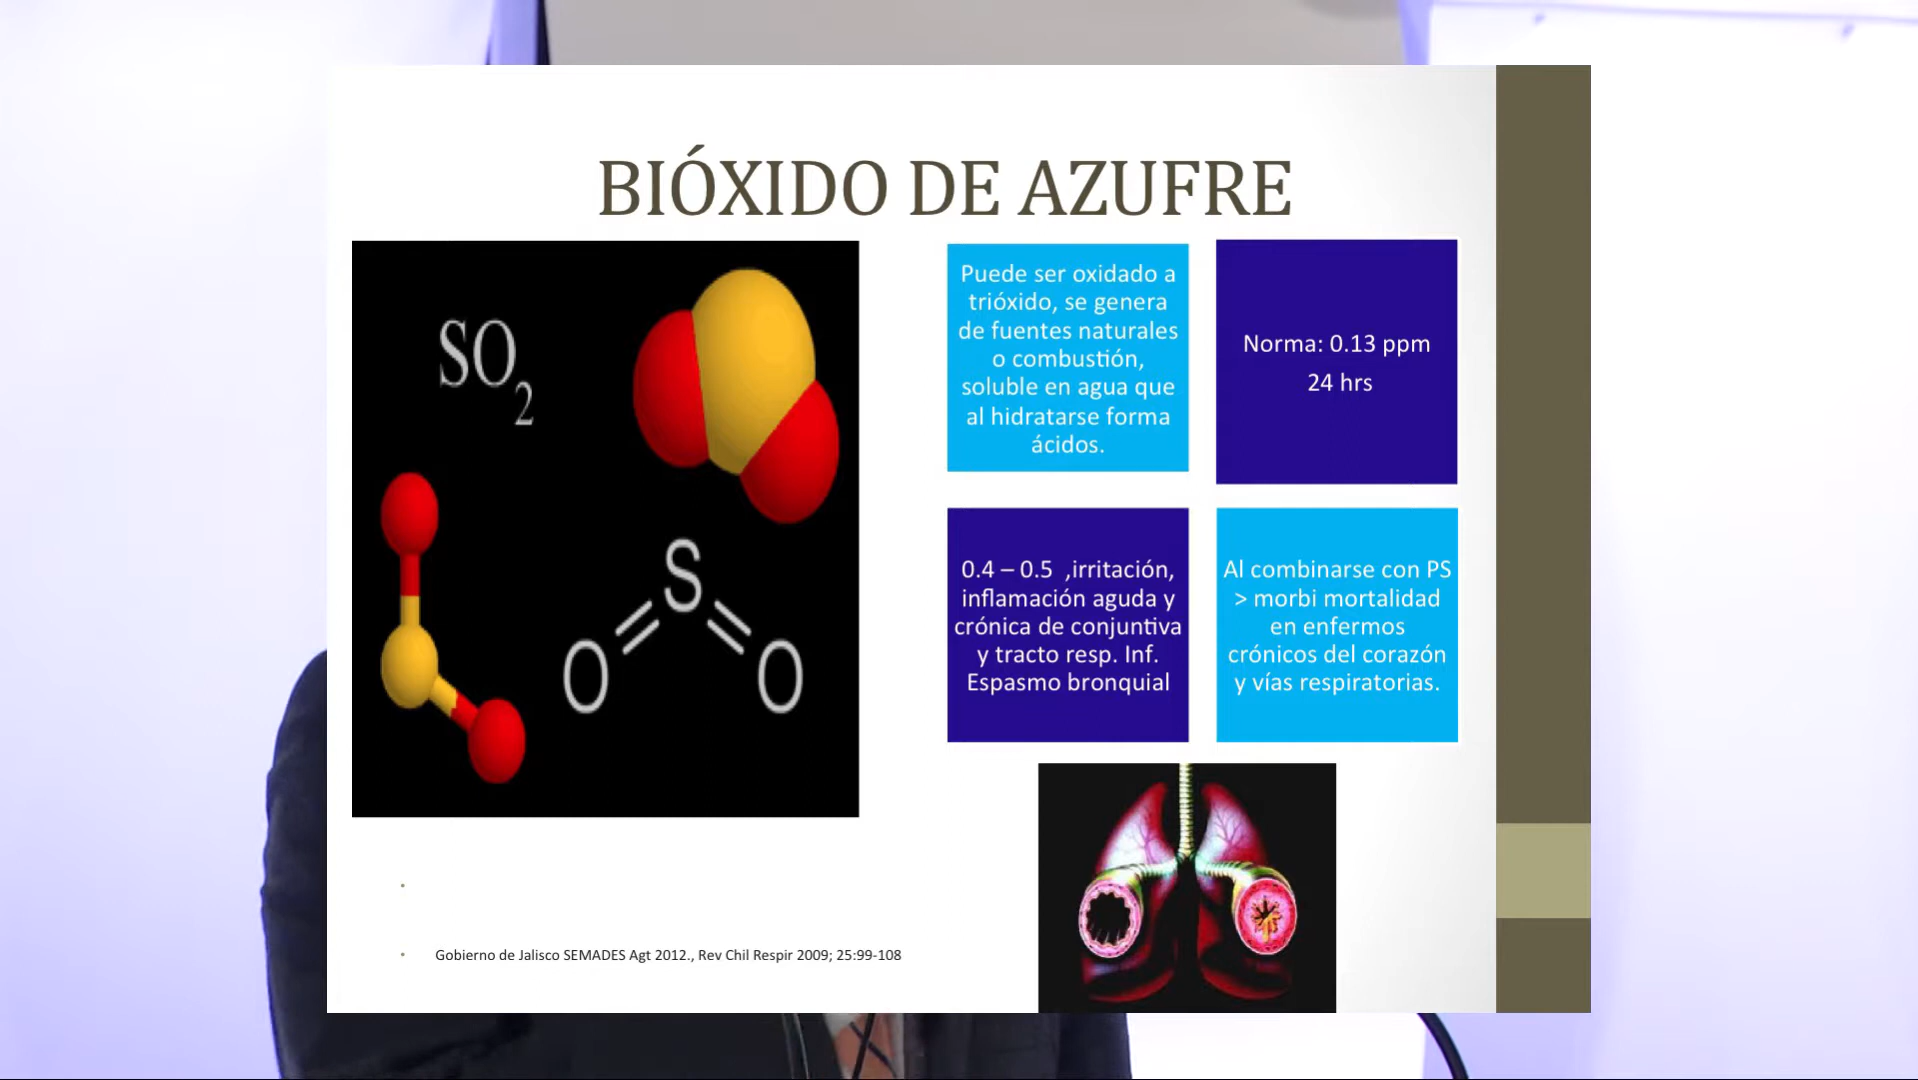 BIÓXIDO DE AZUFRE
SO2
S
O
O
Puede ser oxidado a
trióxido, se genera
de fuentes naturales
o combustión,
soluble en agua que
al hidratarse forma
ácidos.
Norma: 0.13 ppm
24 hrs
0.4 – 0.5 ,irritación,
inflamación aguda y
crónica de conjuntiva
y tracto resp. Inf.
Espasmo bronquial
Al combinarse con PS
> morbi mortalidad
en enfermos
crónicos del corazón
y vías respiratorias.
Gobierno de Jalisco SEMADES Agt 2012., Rev Chil Respir 2009; 25:99-108